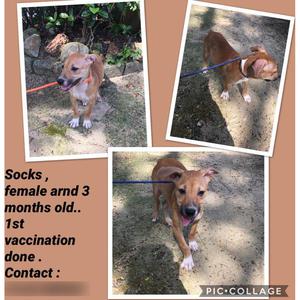 Socks ,
female arnd 3
months old..
1st
vaccination
done .
Contact :
PIC•COLLAGE